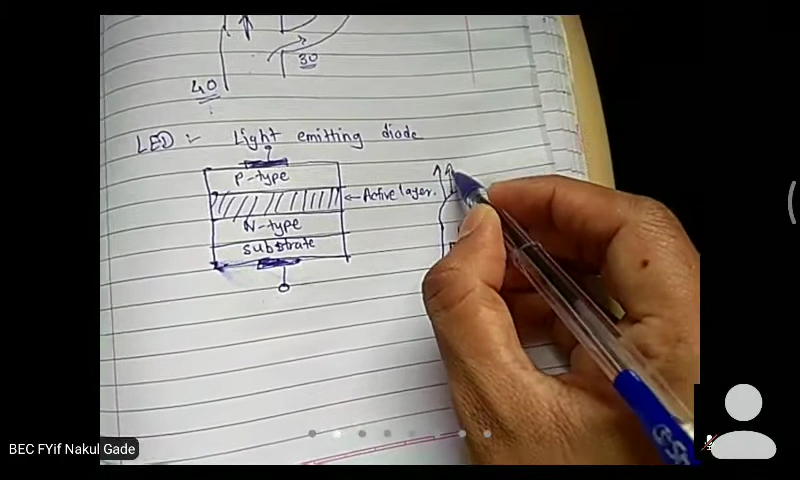 30
40
LED :- Light emitting diode
P-type
← Active layer.
N-type
substrate
BEC FYif Nakul Gade